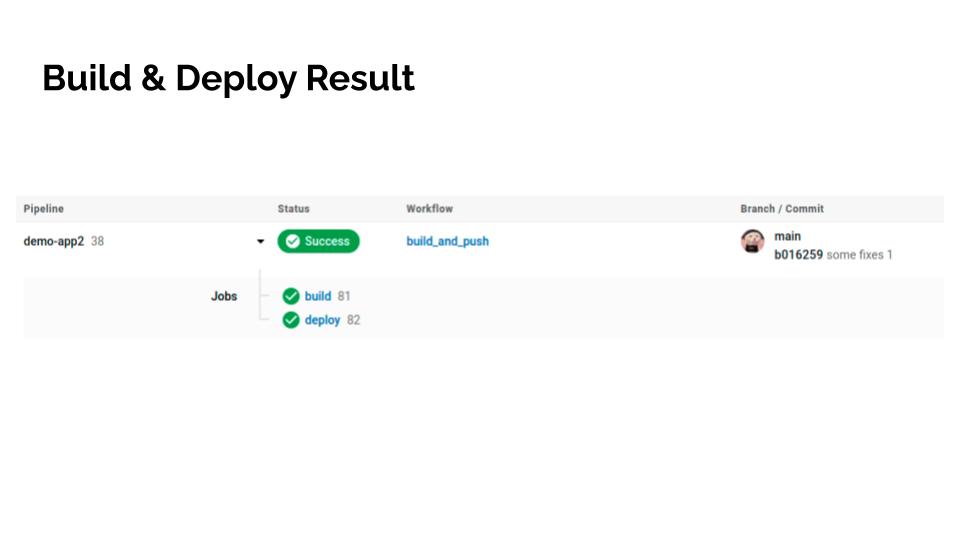 Build & Deploy Result
Pipeline Status Workflow Branch / Commit
demo-app2 38 Success build_and_push main
b016259 some fixes 1
Jobs build 81
deploy 82